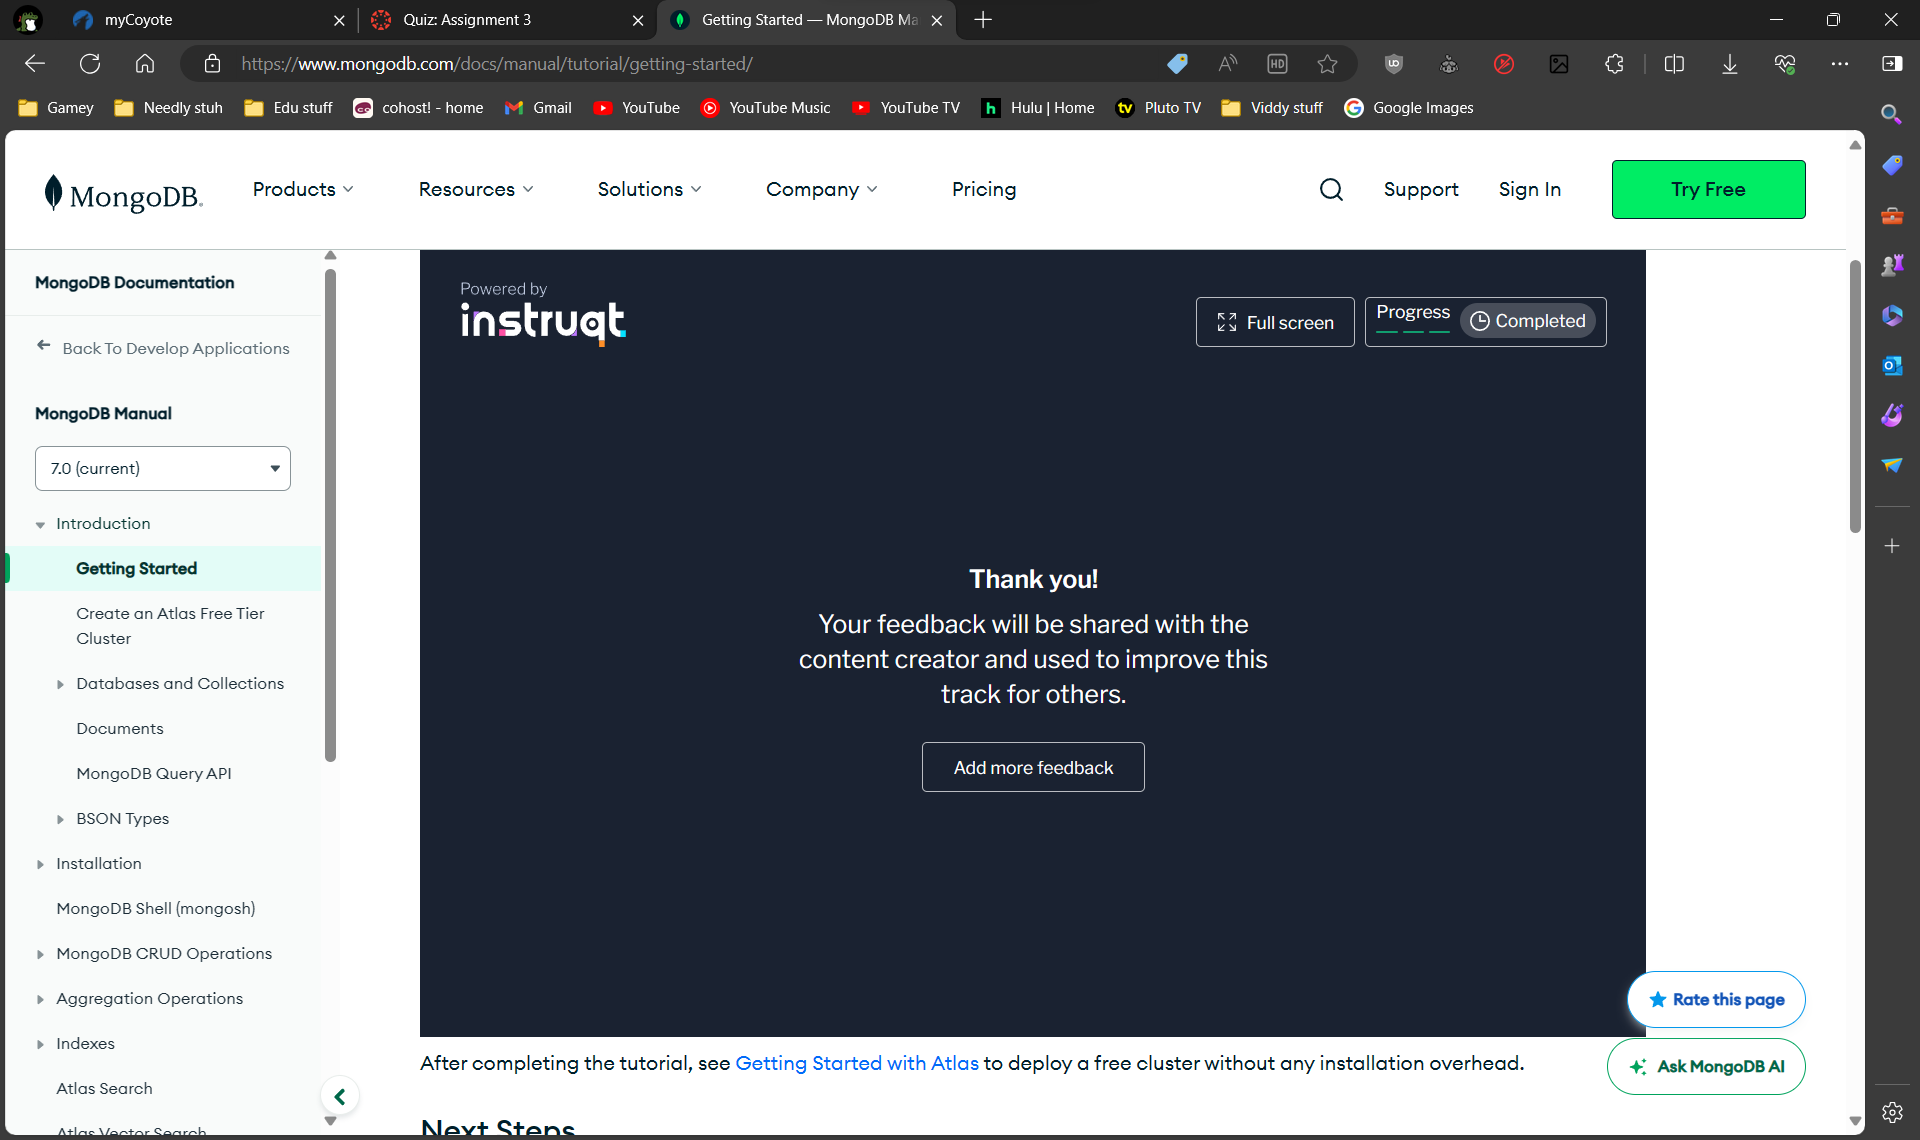 myCoyote
Quiz: Assignment 3
Getting Started — MongoDB Ma
https://www.mongodb.com/docs/manual/tutorial/getting-started/
HD
UD
Gamey
Needly stuh
Edu stuff
cohost! - home
Gmail
YouTube
YouTube Music
YouTube TV
h
Hulu | Home
tv
Pluto TV
Viddy stuff
Google Images
MongoDB.
Products
Resources
Solutions
Company
Pricing
Support
Sign In
Try Free
MongoDB Documentation
Back To Develop Applications
MongoDB Manual
7.0 (current)
Introduction
Getting Started
Create an Atlas Free Tier
Cluster
Databases and Collections
Documents
MongoDB Query API
BSON Types
Installation
MongoDB Shell (mongosh)
MongoDB CRUD Operations
Aggregation Operations
Indexes
Atlas Search
Atlas Vector Search
Powered by
instruqt
Full screen
Progress
Completed
Thank you!
Your feedback will be shared with the
content creator and used to improve this
track for others.
Add more feedback
Rate this page
After completing the tutorial, see Getting Started with Atlas to deploy a free cluster without any installation overhead.
Ask MongoDB AI
Next Steps